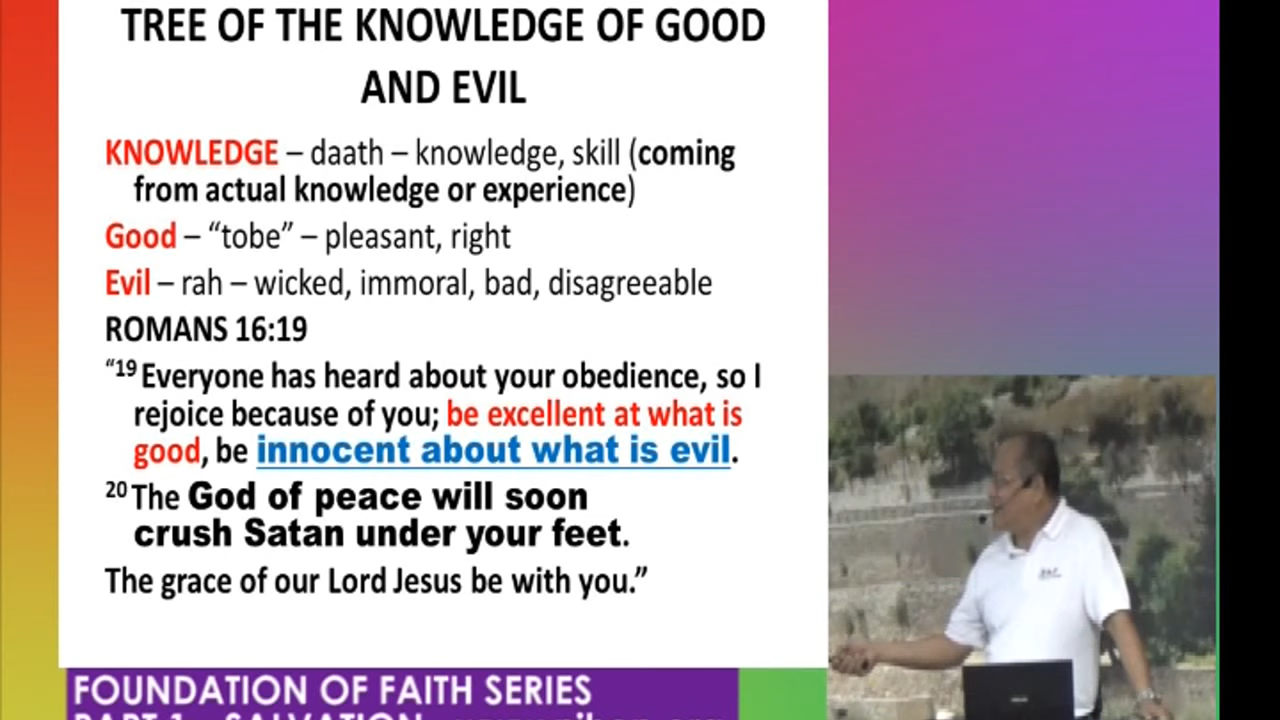 TREE OF THE KNOWLEDGE OF GOOD
AND EVIL
KNOWLEDGE – daath – knowledge, skill (coming
from actual knowledge or experience)
Good – “tobe” – pleasant, right
Evil – rah – wicked, immoral, bad, disagreeable
ROMANS 16:19
“19 Everyone has heard about your obedience, so I
rejoice because of you; be excellent at what is
good, be innocent about what is evil.
20 The God of peace will soon
crush Satan under your feet.
The grace of our Lord Jesus be with you.”
FOUNDATION OF FAITH SERIES
PART 1 - SALVATION